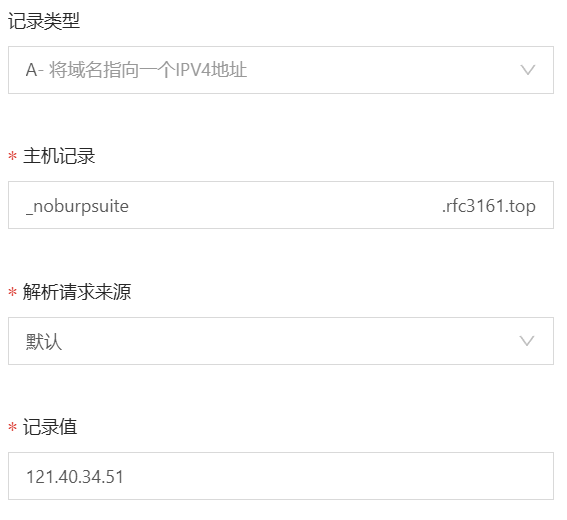 记录类型
A- 将域名指向一个IPV4地址
* 主机记录
_noburpsuite .rfc3161.top
* 解析请求来源
默认
* 记录值
121.40.34.51